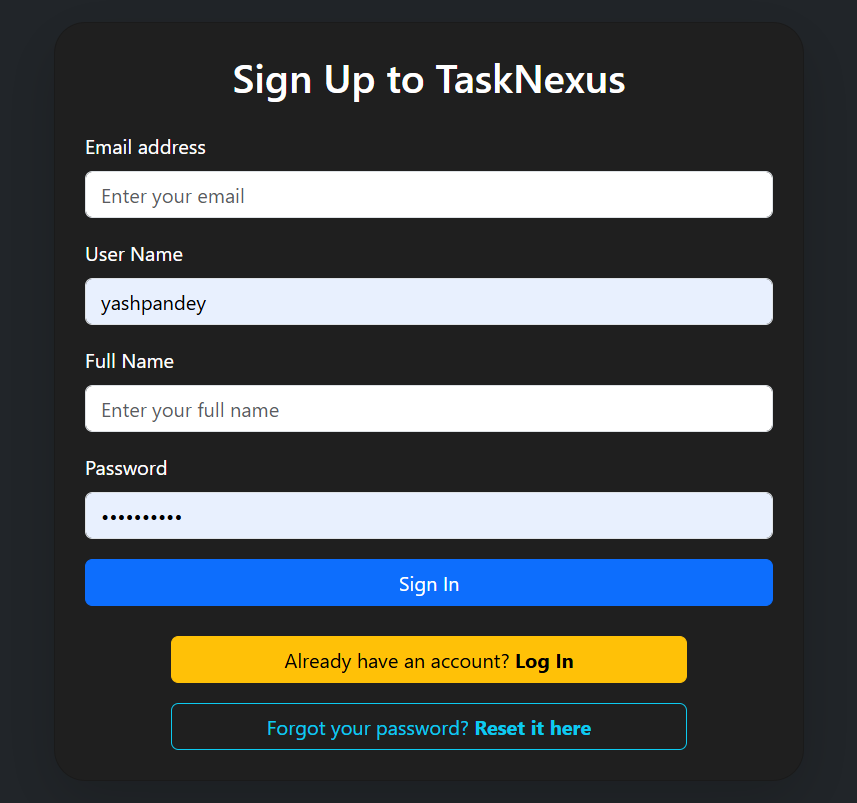 Sign Up to TaskNexus
Email address
Enter your email
User Name
yashpandey
Full Name
Enter your full name
Password
••••••••••
Sign In
Already have an account? Log In
Forgot your password? Reset it here